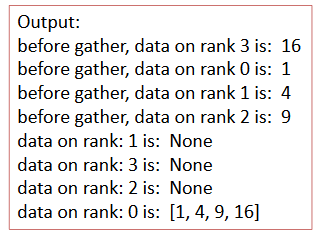 Output:
before gather, data on rank 3 is:  16
before gather, data on rank 0 is:  1
before gather, data on rank 1 is:  4
before gather, data on rank 2 is:  9
data on rank: 1 is:  None
data on rank: 3 is:  None
data on rank: 2 is:  None
data on rank: 0 is:  [1, 4, 9, 16]